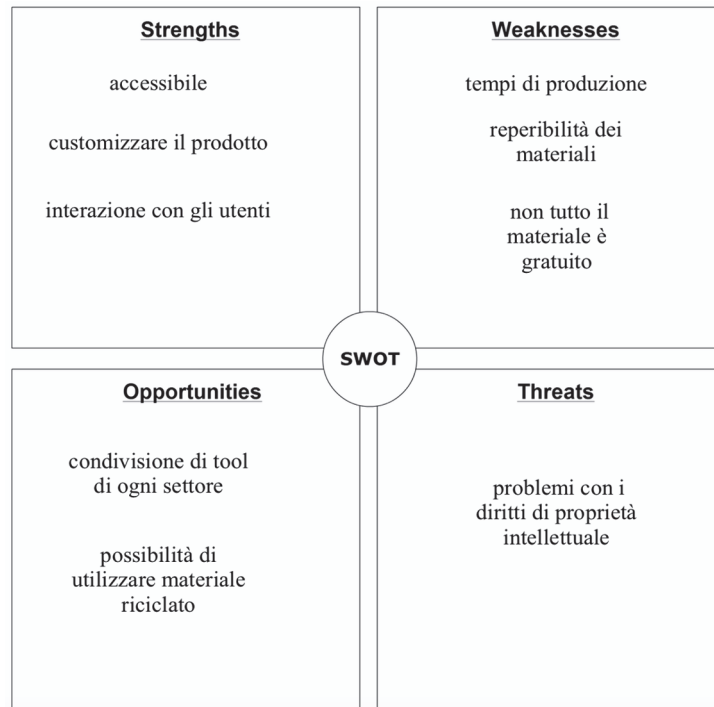 Strengths
accessibile
customizzare il prodotto
interazione con gli utenti
Weaknesses
tempi di produzione
reperibilità dei
materiali
non tutto il
materiale è
gratuito
SWOT
Opportunities
condivisione di tool
di ogni settore
possibilità di
utilizzare materiale
riciclato
Threats
problemi con i
diritti di proprietà
intellettuale